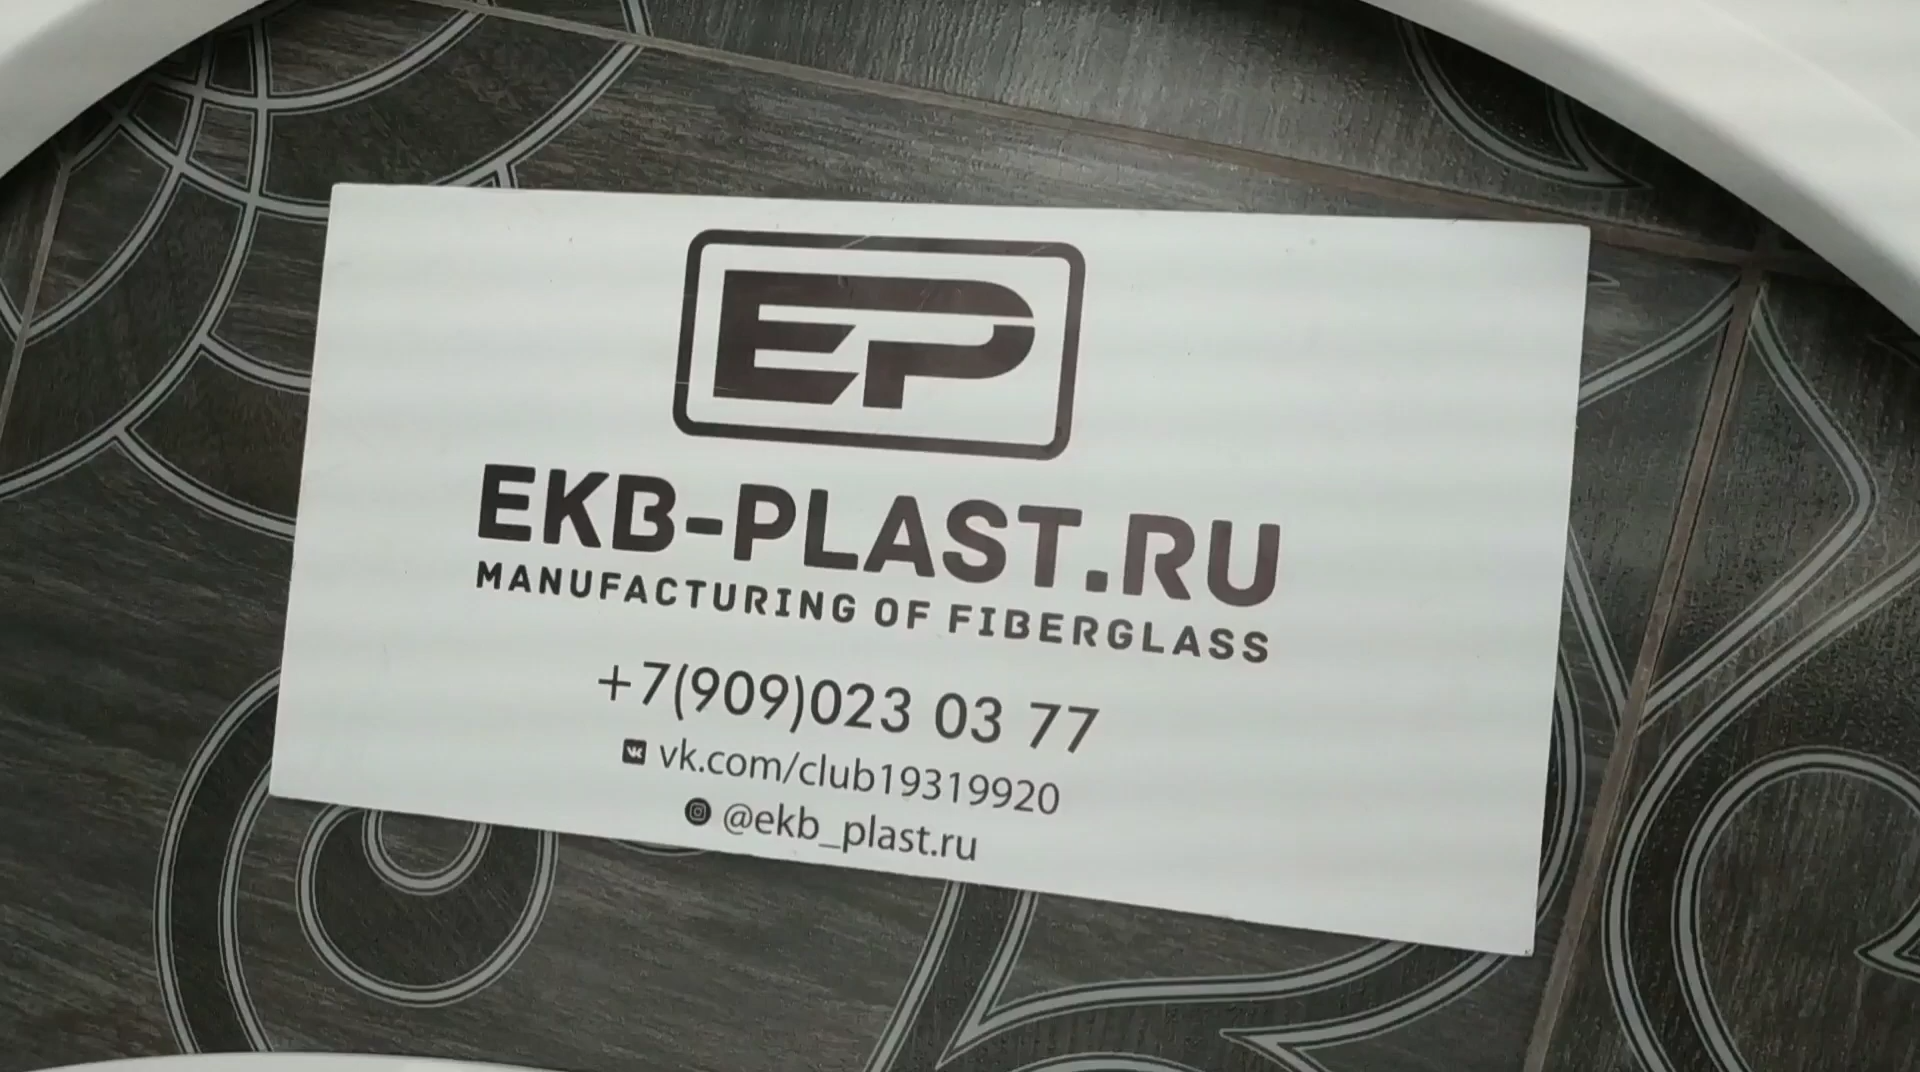 EP
EKB-PLAST.RU
MANUFACTURING OF FIBERGLASS
+7(909)023 03 77
vk.com/club19319920
@ekb_plast.ru